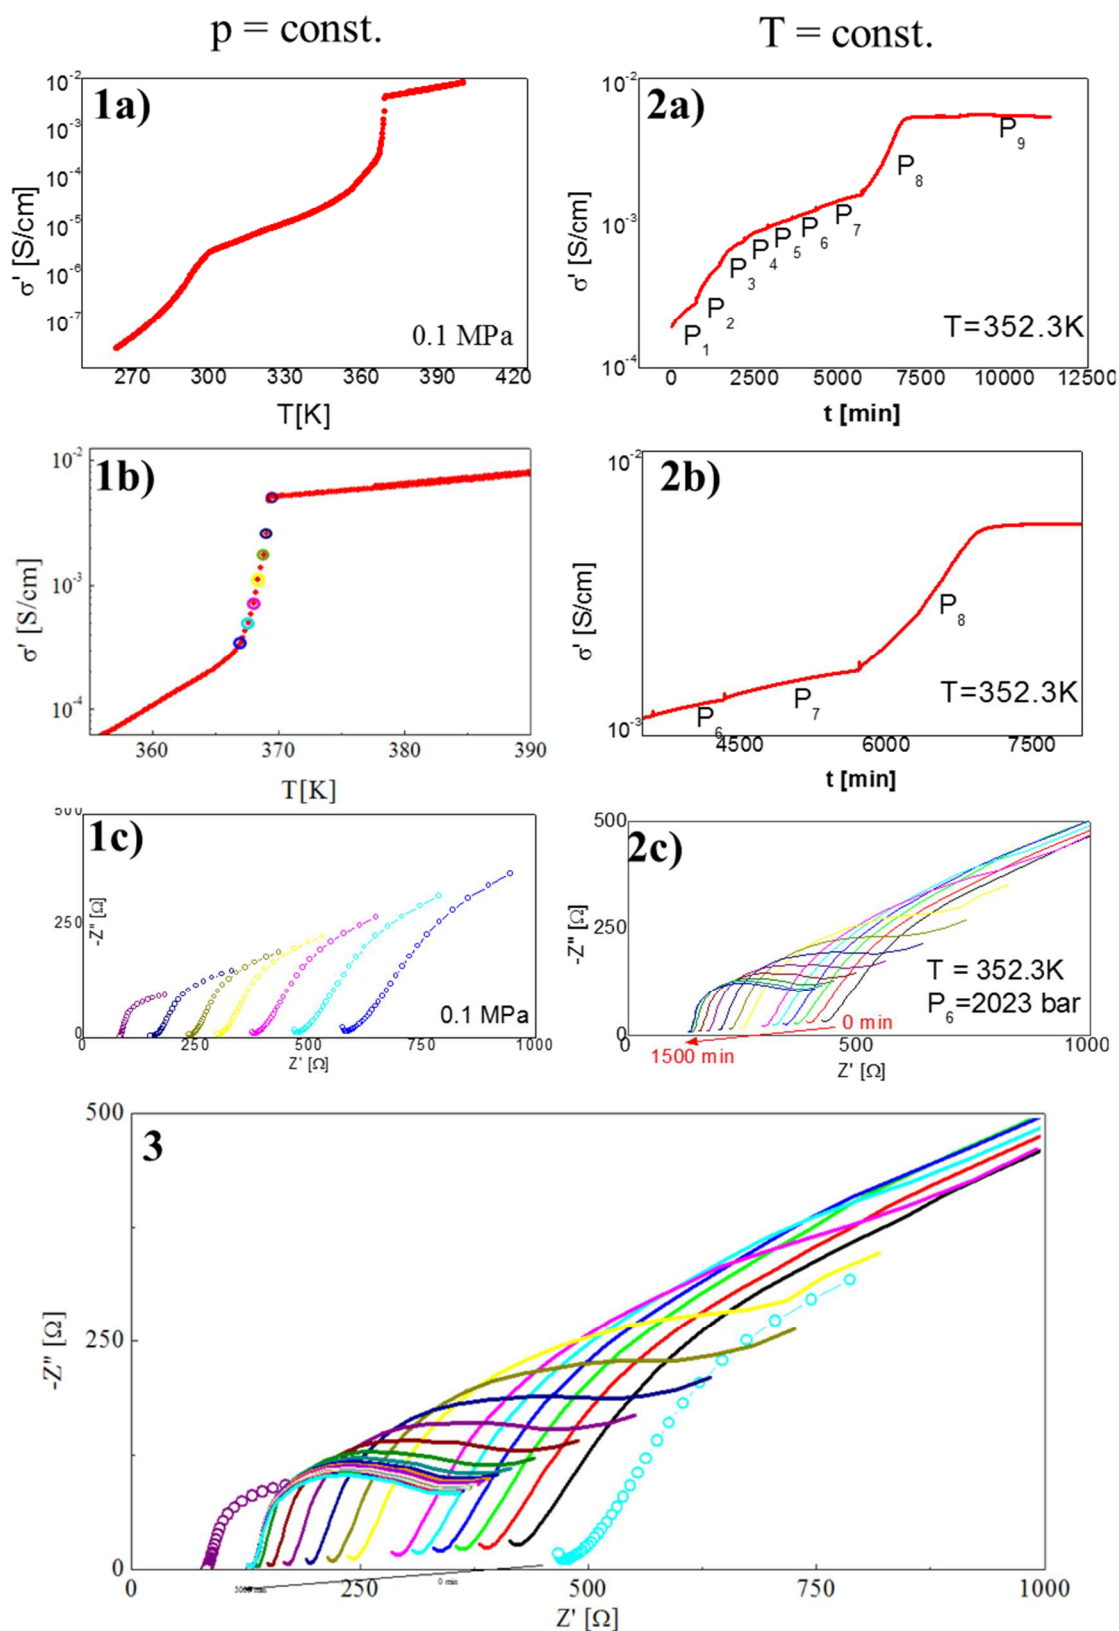 p = const.
T = const.
1a)
10-2
10-3
10-4
10-5
10-6
10-7
σ' [S/cm]
0.1 MPa
270 300 330 360 390 420
T[K]
2a)
10-2
10-3
10-4
σ' [S/cm]
P1
P2
P3
P4
P5
P6
P7
P8
P9
T=352.3K
0 2500 5000 7500 10000 12500
t [min]
1b)
10-2
10-3
10-4
σ' [S/cm]
360 370 380 390
T[K]
2b)
10-2
10-3
σ' [S/cm]
P6
P7
P8
T=352.3K
4500 6000 7500
t [min]
1c)
500
250
0
-Z" [Ω]
0.1 MPa
0 250 500 750 1000
Z' [Ω]
2c)
500
250
0
-Z" [Ω]
T = 352.3K
P6=2023 bar
0 min
1500 min
0 500 1000
Z' [Ω]
3
500
250
0
-Z" [Ω]
0 min
0 250 500 750 1000
Z' [Ω]